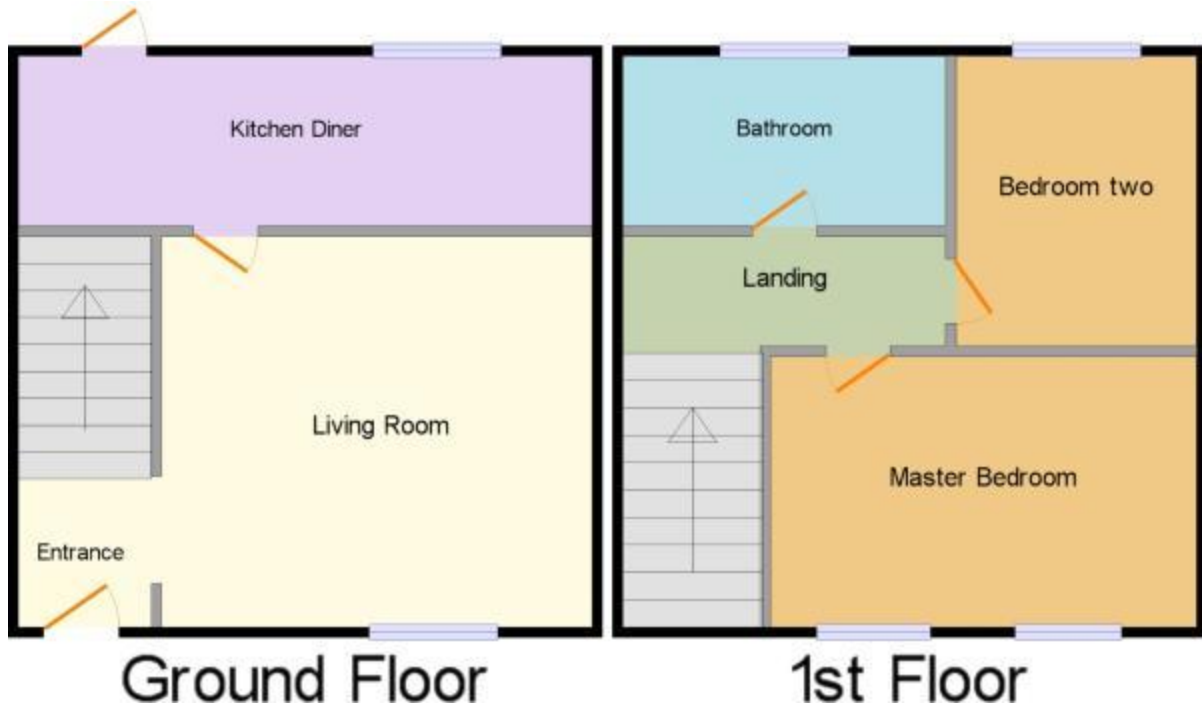 Kitchen Diner
Living Room
Entrance
Ground Floor
Bathroom
Bedroom two
Landing
Master Bedroom
1st Floor